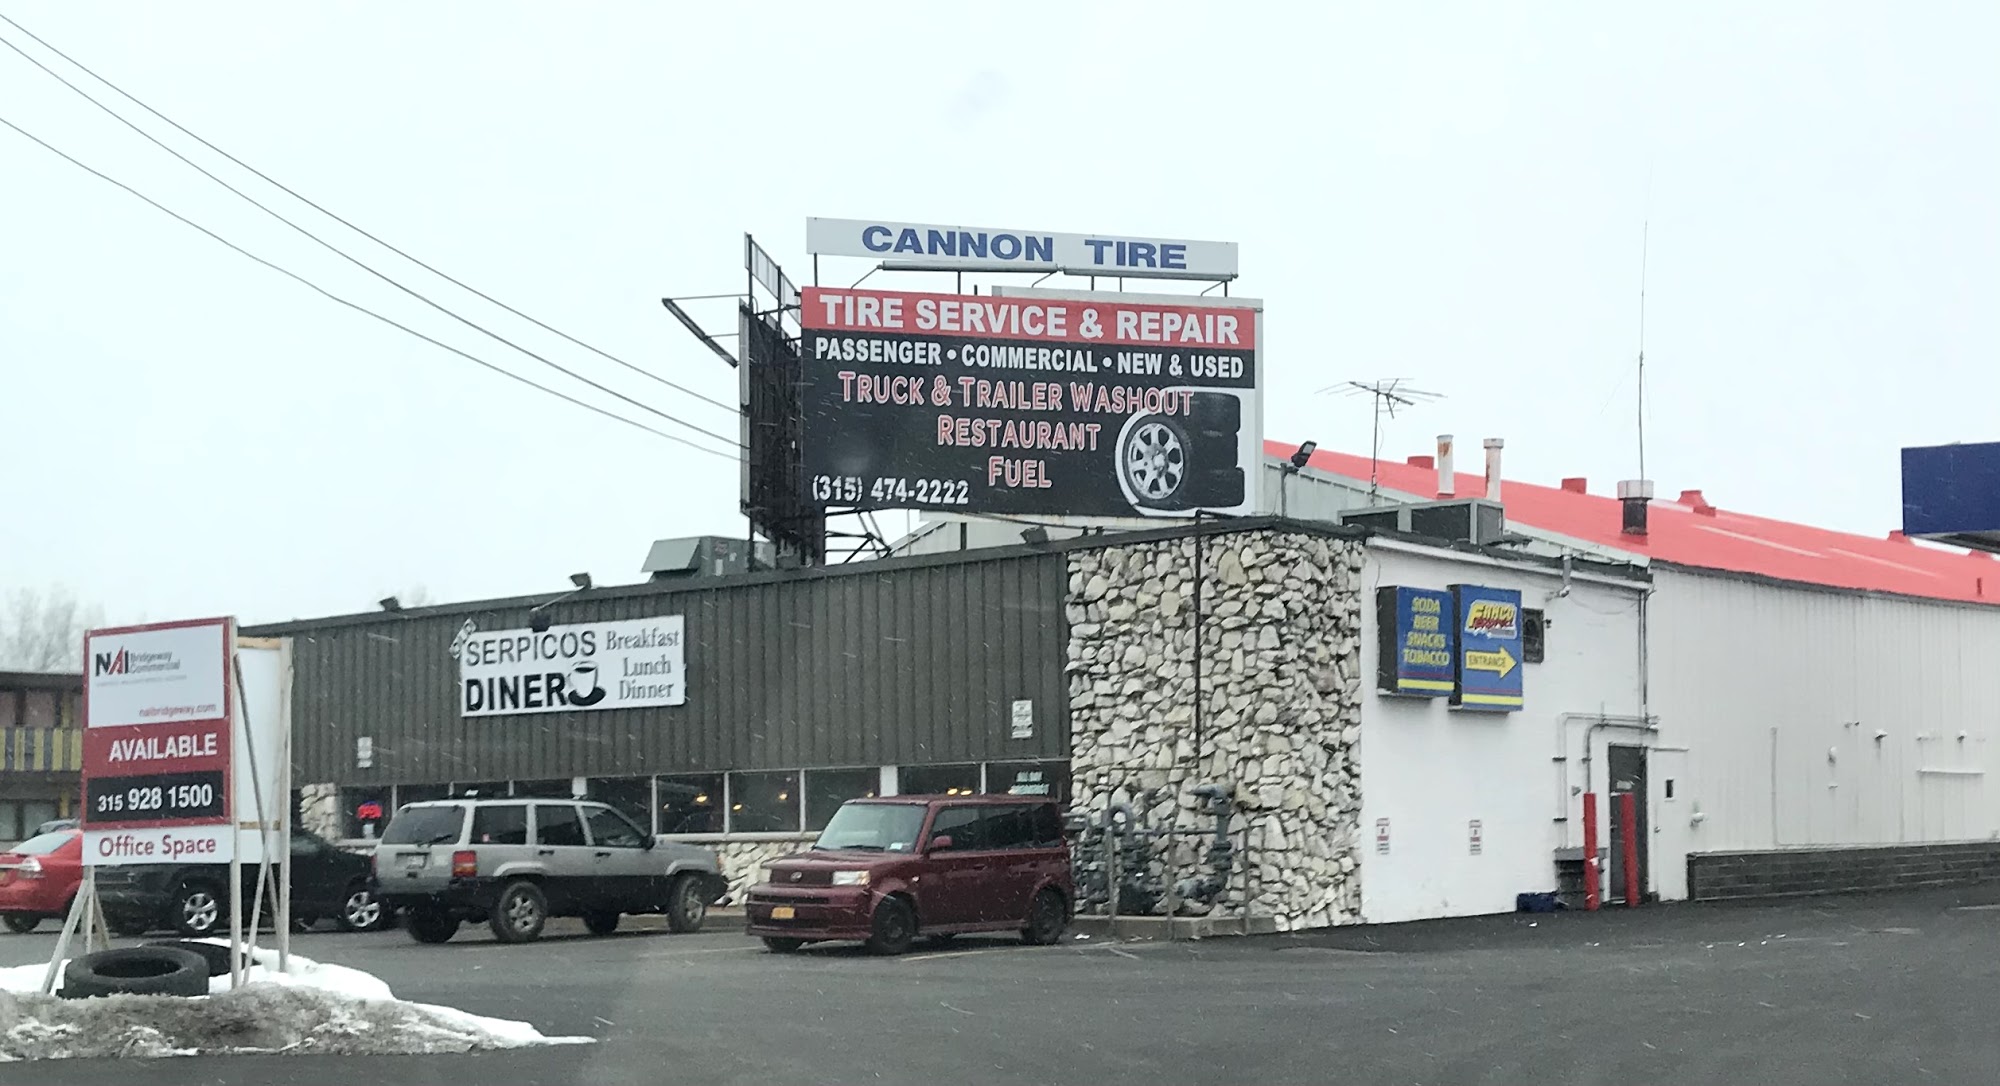 CANNON TIRE
TIRE SERVICE & REPAIR
PASSENGER • COMMERCIAL • NEW & USED
TRUCK & TRAILER WASHOUT
RESTAURANT
FUEL
(315) 474-2222
SERPICOS
DINER
Breakfast
Lunch
Dinner
NAI Bridgeway
Commercial
naibridgeway.com
AVAILABLE
315 928 1500
Office Space
SODA
BEER
SNACKS
TOBACCO
ENTRANCE
OPEN